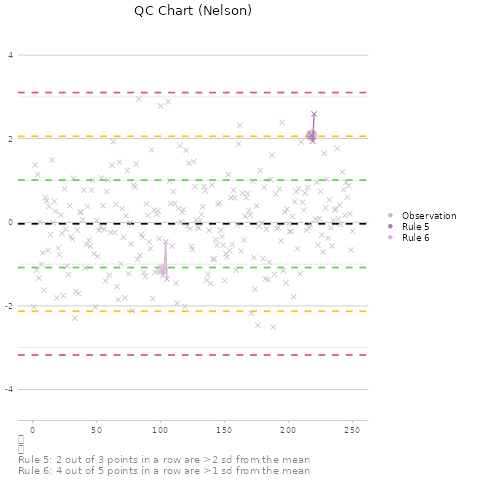 QC Chart (Nelson)
4
2
0
-2
-4
0
50
100
150
200
250
Observation
Rule 5
Rule 6
Rule 5: 2 out of 3 points in a row are >2 sd from the mean
Rule 6: 4 out of 5 points in a row are >1 sd from the mean